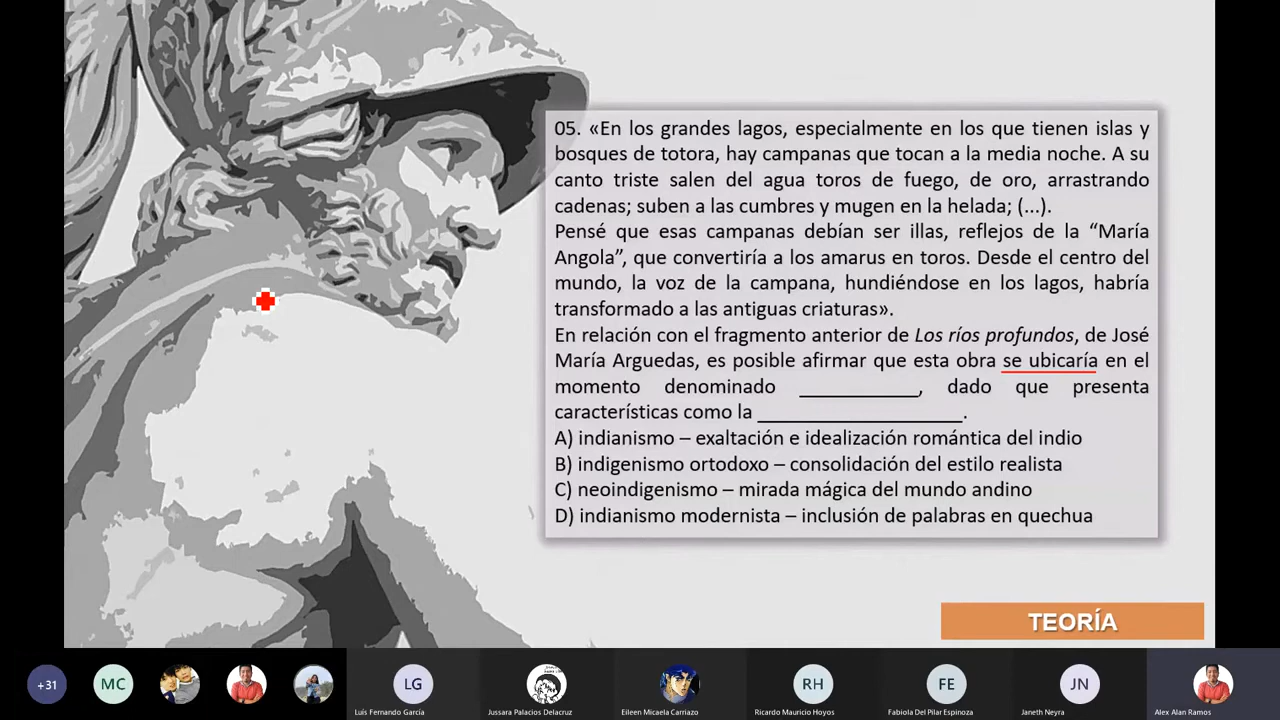 05. «En los grandes lagos, especialmente en los que tienen islas y
bosques de totora, hay campanas que tocan a la media noche. A su
canto triste salen del agua toros de fuego, de oro, arrastrando
cadenas; suben a las cumbres y mugen en la helada; (...).
Pensé que esas campanas debían ser illas, reflejos de la “María
Angola”, que convertiría a los amarus en toros. Desde el centro del
mundo, la voz de la campana, hundiéndose en los lagos, habría
transformado a las antiguas criaturas».
En relación con el fragmento anterior de Los ríos profundos, de José
María Arguedas, es posible afirmar que esta obra se ubicaría en el
momento denominado ___________, dado que presenta
características como la ___________________.
A) indianismo – exaltación e idealización romántica del indio
B) indigenismo ortodoxo – consolidación del estilo realista
C) neoindigenismo – mirada mágica del mundo andino
D) indianismo modernista – inclusión de palabras en quechua
TEORÍA
+31
MC
LG
RH
FE
JN
Luis Fernando García
Jussara Palacios Delacruz
Eileen Micaela Carriazo
Ricardo Mauricio Hoyos
Fabiola Del Pilar Espinoza
Janeth Neyra
Alex Alan Ramos